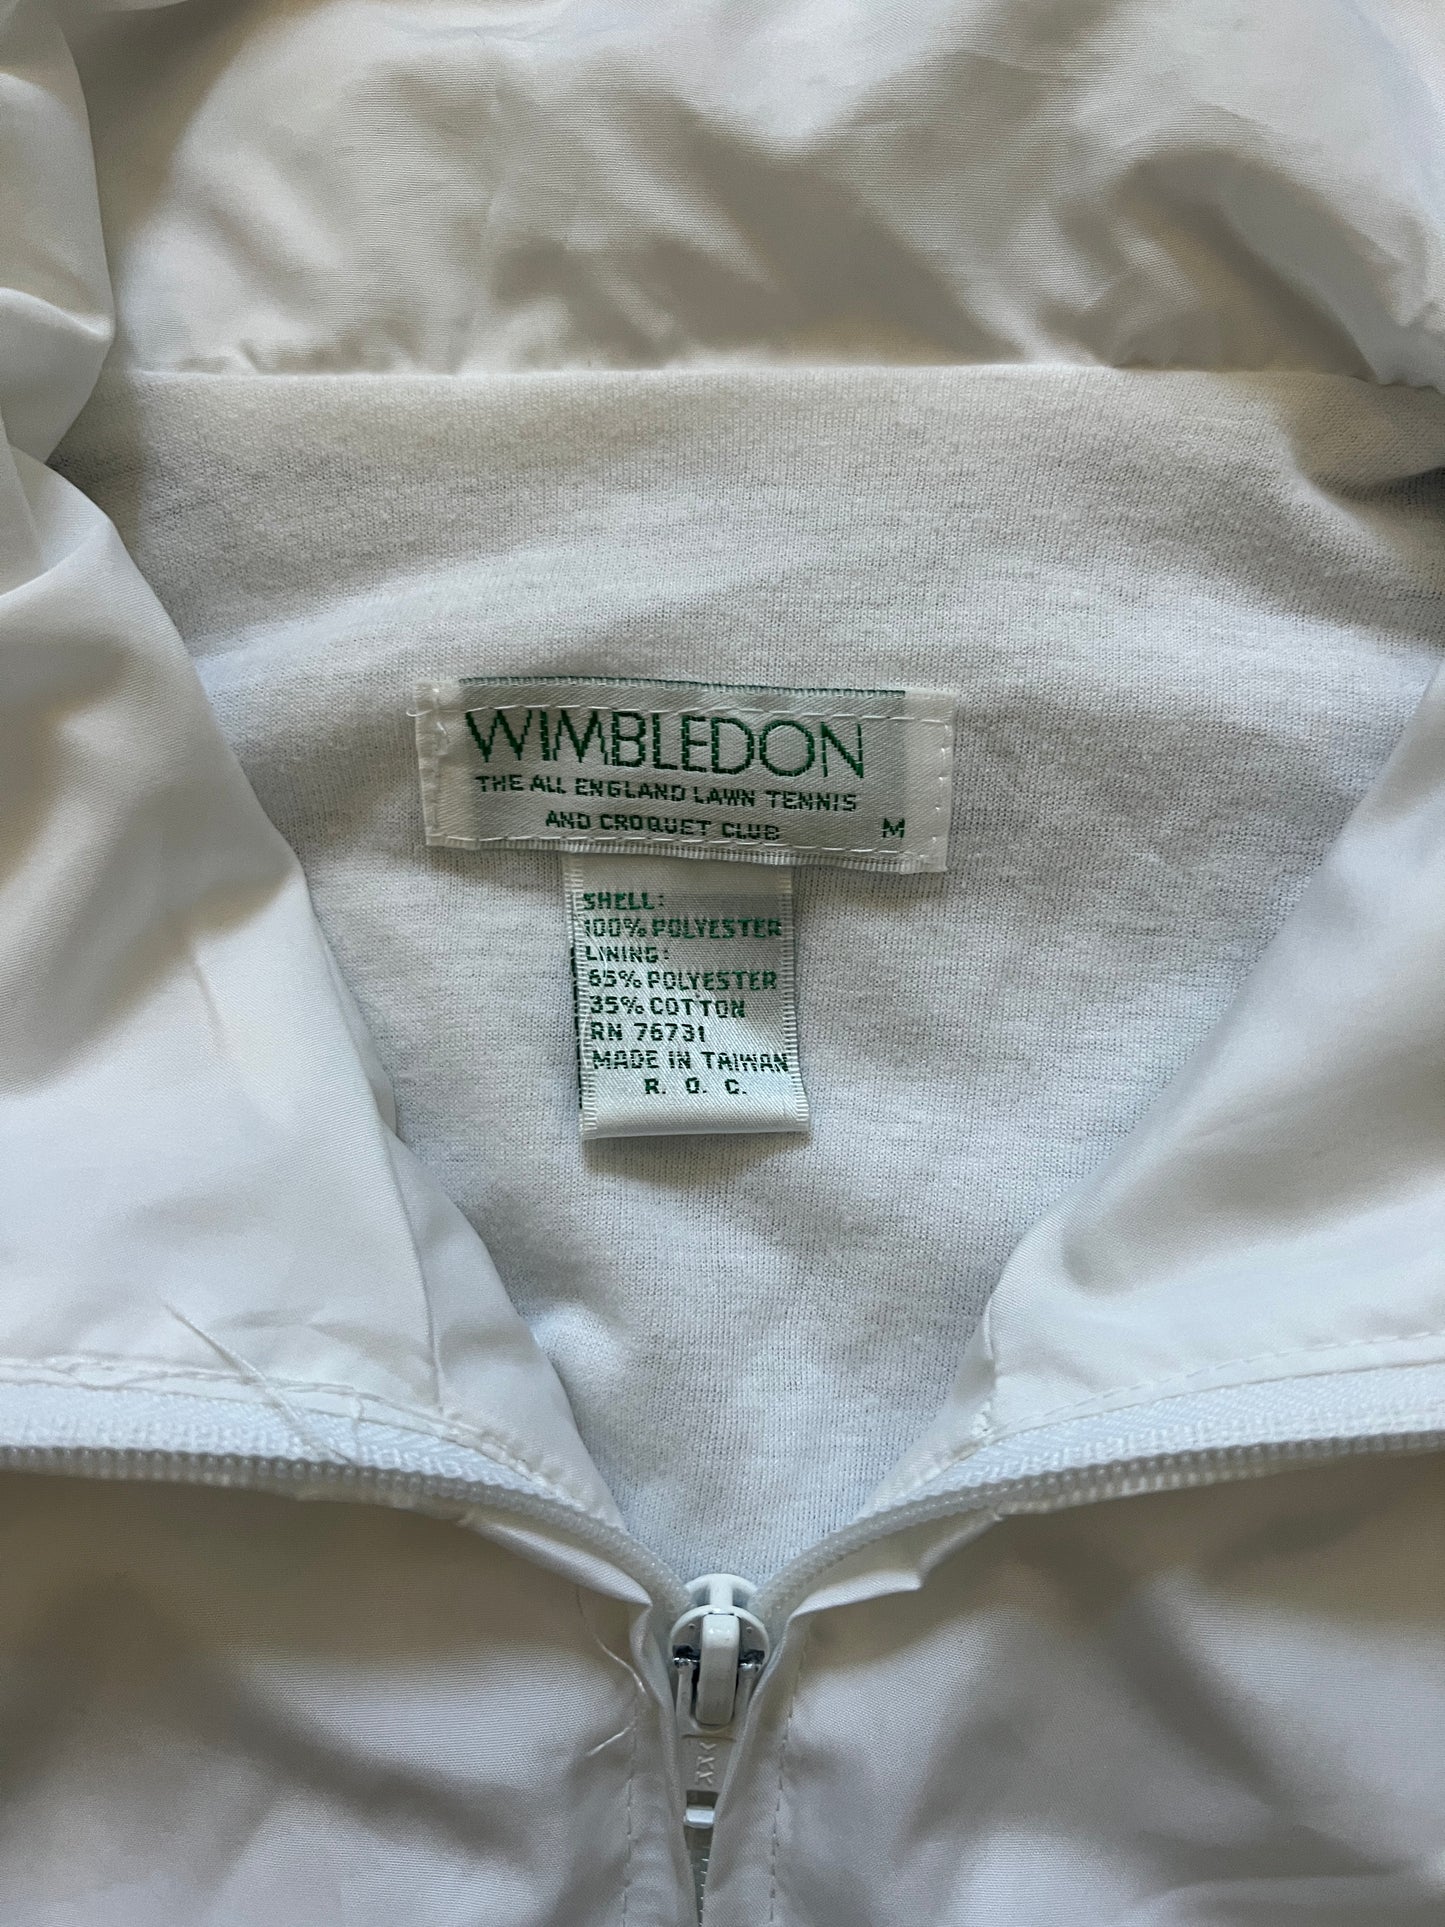 WIMBLEDON
THE ALL ENGLAND LAWN TENNIS
AND CROQUET CLUB M
SHELL:
100% POLYESTER
LINING:
65% POLYESTER
35% COTTON
RN 76731
MADE IN TAIWAN
R. O. C.